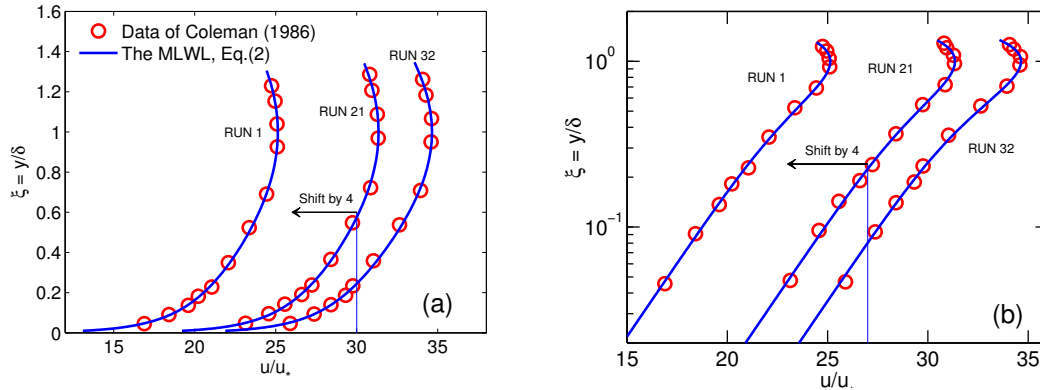 Data of Coleman (1986)
The MLWL, Eq.(2)
RUN 32
RUN 21
RUN 1
Shift by 4
(a)
ξ = y/δ
1.6
1.4
1.2
1
0.8
0.6
0.4
0.2
0
15
20
25
30
35
u/u⋆
RUN 1
RUN 21
RUN 32
Shift by 4
(b)
ξ = y/δ
10⁰
10⁻¹
15
20
25
30
35
u/u